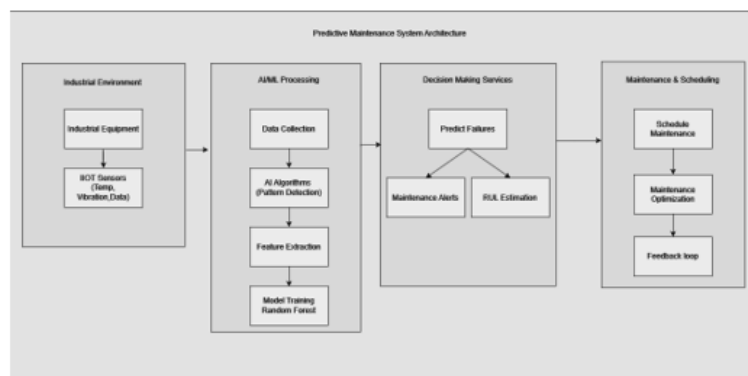 Predictive Maintenance System Architecture
Industrial Environment
Industrial Equipment
IIOT Sensors
(Temp,
Vibration,Data)
AI/ML Processing
Data Collection
AI Algorithms
(Pattern Detection)
Feature Extraction
Model Training
Random Forest
Decision Making Services
Predict Failures
Maintenance Alerts
RUL Estimation
Maintenance & Scheduling
Schedule
Maintenance
Maintenance
Optimization
Feedback loop